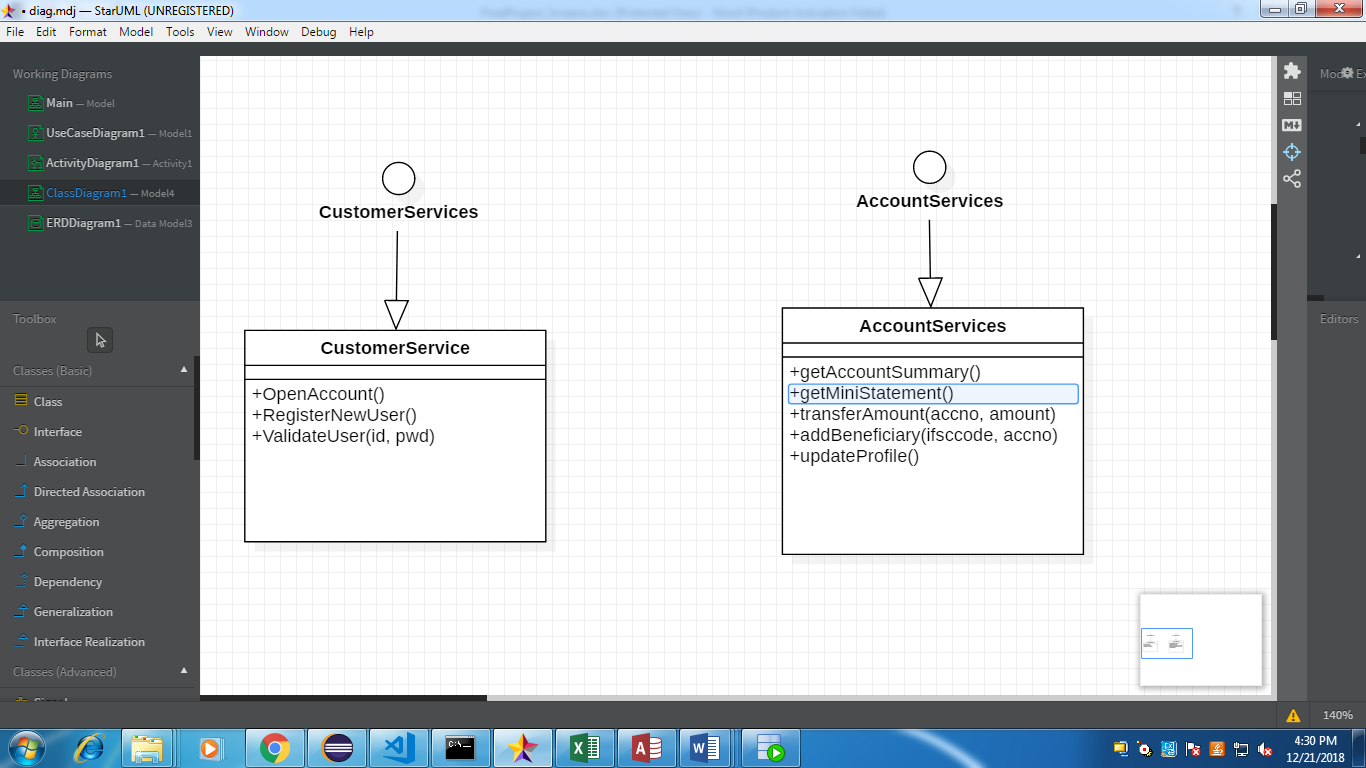 • diag.mdj — StarUML (UNREGISTERED)
File Edit Format Model Tools View Window Debug Help
Working Diagrams
Main — Model
UseCaseDiagram1 — Model1
ActivityDiagram1 — Activity1
ClassDiagram1 — Model4
ERDDiagram1 — Data Model3
Toolbox
Classes (Basic)
Class
Interface
Association
Directed Association
Aggregation
Composition
Dependency
Generalization
Interface Realization
Classes (Advanced)
CustomerServices
CustomerService
+OpenAccount()
+RegisterNewUser()
+ValidateUser(id, pwd)
AccountServices
AccountServices
+getAccountSummary()
+getMiniStatement()
+transferAmount(accno, amount)
+addBeneficiary(ifsccode, accno)
+updateProfile()
Editors
140%
4:30 PM
12/21/2018